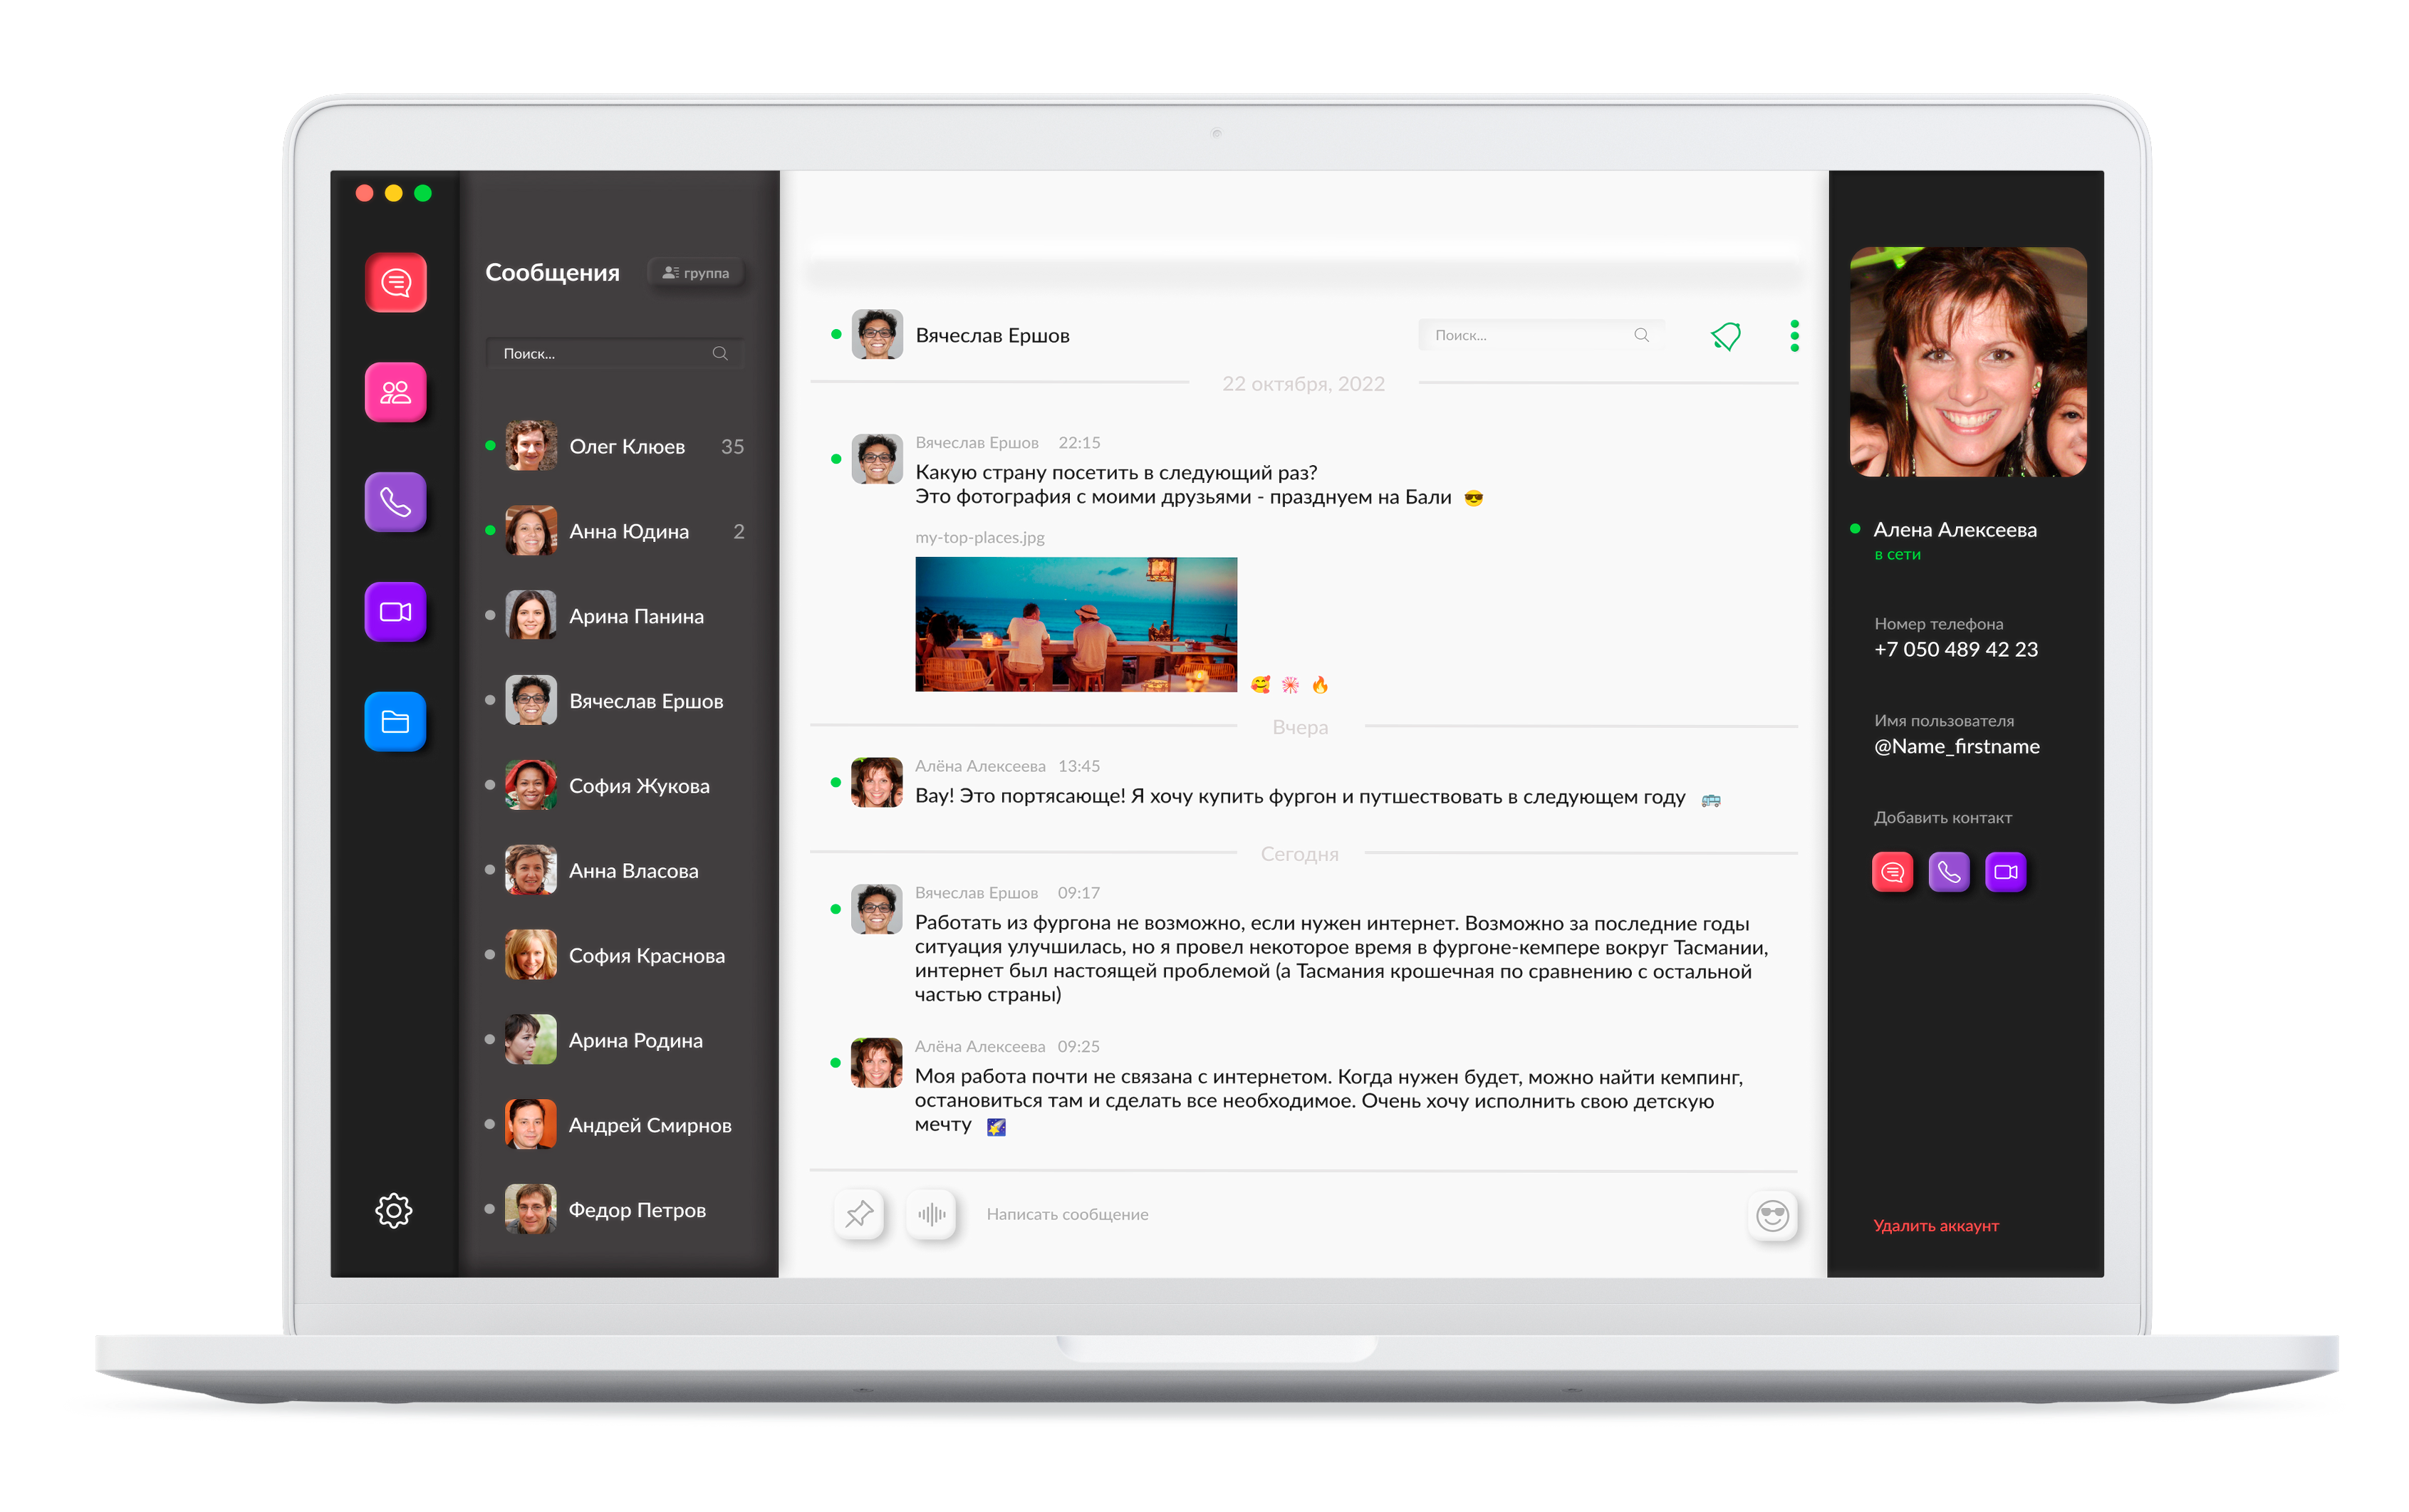 Сообщения
группа
Поиск...
Олег Клюев 35
Анна Юдина 2
Арина Панина
Вячеслав Ершов
София Жукова
Анна Власова
София Краснова
Арина Родина
Андрей Смирнов
Федор Петров
Вячеслав Ершов
Поиск...
22 октября, 2022
Вячеслав Ершов 22:15
Какую страну посетить в следующий раз?
Это фотография с моими друзьями - празднуем на Бали 😎
my-top-places.jpg
Вчера
Алёна Алексеева 13:45
Вау! Это портясающе! Я хочу купить фургон и путшествовать в следующем году
Сегодня
Вячеслав Ершов 09:17
Работать из фургона не возможно, если нужен интернет. Возможно за последние годы
ситуация улучшилась, но я провел некоторое время в фургоне-кемпере вокруг Тасмании,
интернет был настоящей проблемой (а Тасмания крошечная по сравнению с остальной
частью страны)
Алёна Алексеева 09:25
Моя работа почти не связана с интернетом. Когда нужен будет, можно найти кемпинг,
остановиться там и сделать все необходимое. Очень хочу исполнить свою детскую
мечту
Написать сообщение
Алена Алексеева
в сети
Номер телефона
+7 050 489 42 23
Имя пользователя
@Name_firstname
Добавить контакт
Удалить аккаунт